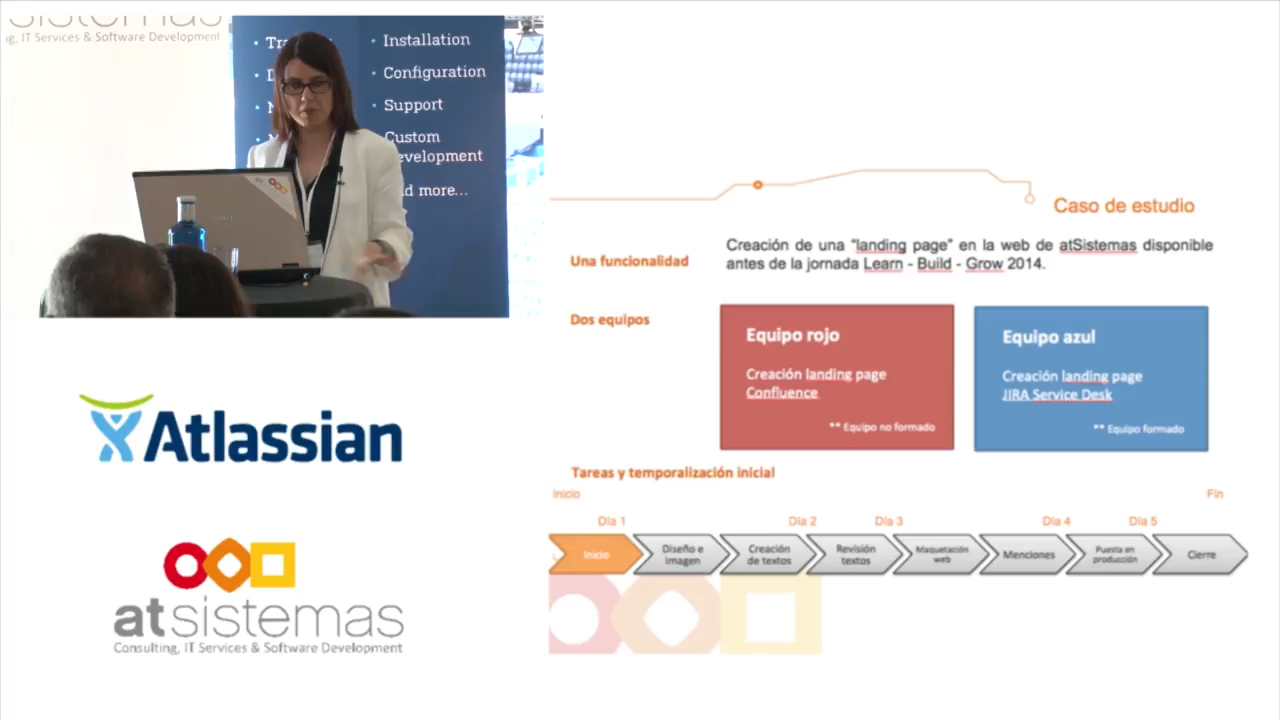 sistemas
g, IT Services & Software Development
Installation
Configuration
Support
Custom
evelopment
d more...
Atlassian
atsistemas
Consulting, IT Services & Software Development
Caso de estudio
Una funcionalidad
Creación de una “landing page” en la web de atSistemas disponible
antes de la jornada Learn - Build - Grow 2014.
Dos equipos
Equipo rojo
Creación landing page
Confluence
** Equipo no formado
Equipo azul
Creación landing page
JIRA Service Desk
** Equipo formado
Tareas y temporalización inicial
Inicio
Fin
Día 1
Día 2
Día 3
Día 4
Día 5
Inicio
Diseño e
imagen
Creación
de textos
Revisión
textos
Maquetación
web
Menciones
Puesta en
producción
Cierre